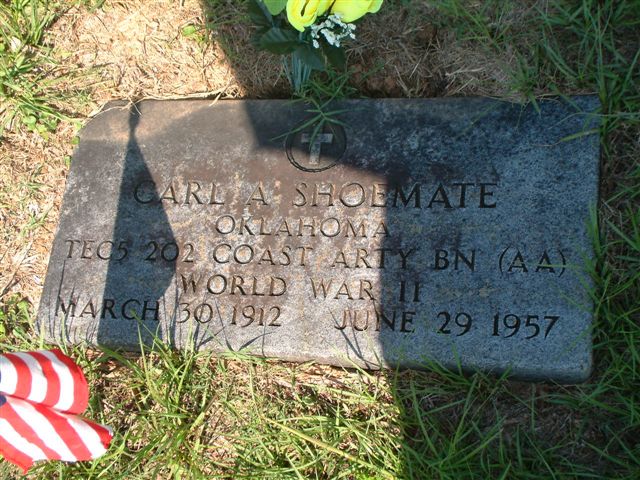 CARL A SHOEMATE
OKLAHOMA
TEC5 202 COAST ARTY BN (AA)
WORLD WAR II
MARCH 30 1912 JUNE 29 1957